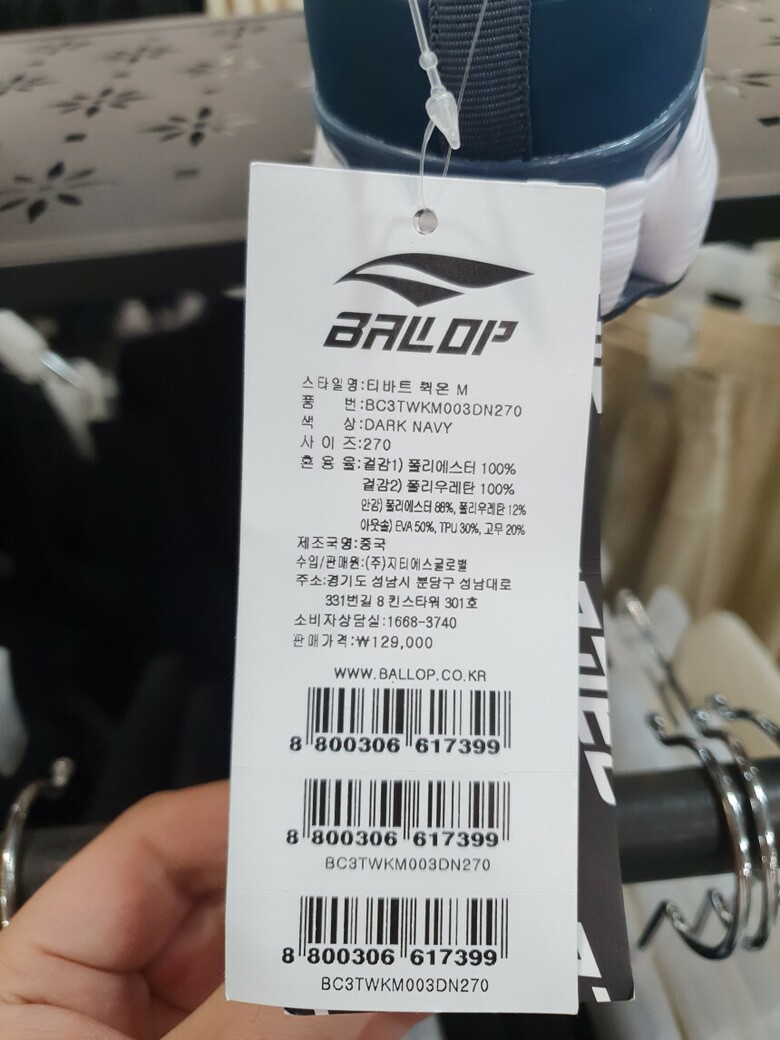 BALLOP
스타일명:티바트 퀵온 M
품 번:BC3TWKM003DN270
색 상:DARK NAVY
사 이 즈:270
혼 용 율:겉감1) 폴리에스터 100%
겉감2) 폴리우레탄 100%
안감) 폴리에스터 88%, 폴리우레탄 12%
아웃솔) EVA 50%, TPU 30%, 고무 20%
제조국명:중국
수입/판매원:(주)지티에스글로벌
주소:경기도 성남시 분당구 성남대로
331번길 8 킨스타워 301호
소비자상담실:1668-3740
판매가격:₩129,000
WWW.BALLOP.CO.KR
8 800306 617399
8 800306 617399
BC3TWKM003DN270
8 800306 617399
BC3TWKM003DN270